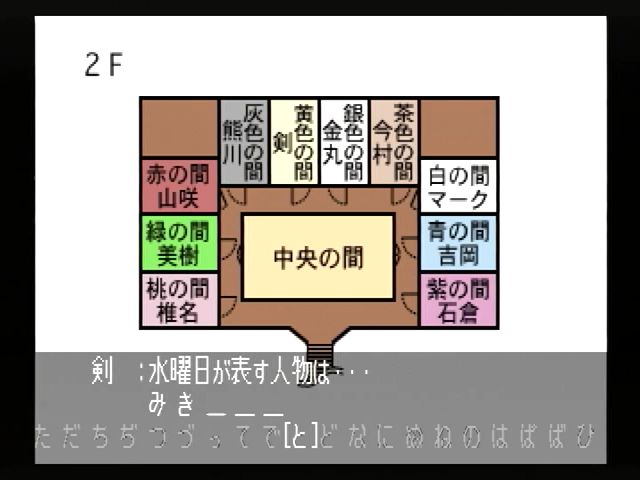 2F
灰色の間
熊川
黄色の間
剣
銀色の間
金丸
茶色の間
今村
赤の間
山咲
白の間
マーク
緑の間
美樹
中央の間
青の間
吉岡
桃の間
椎名
紫の間
石倉
剣 :水曜日が表す人物は・・・
みき＿＿＿
ただちぢつづってで[と]どなにぬねのはぱばひ